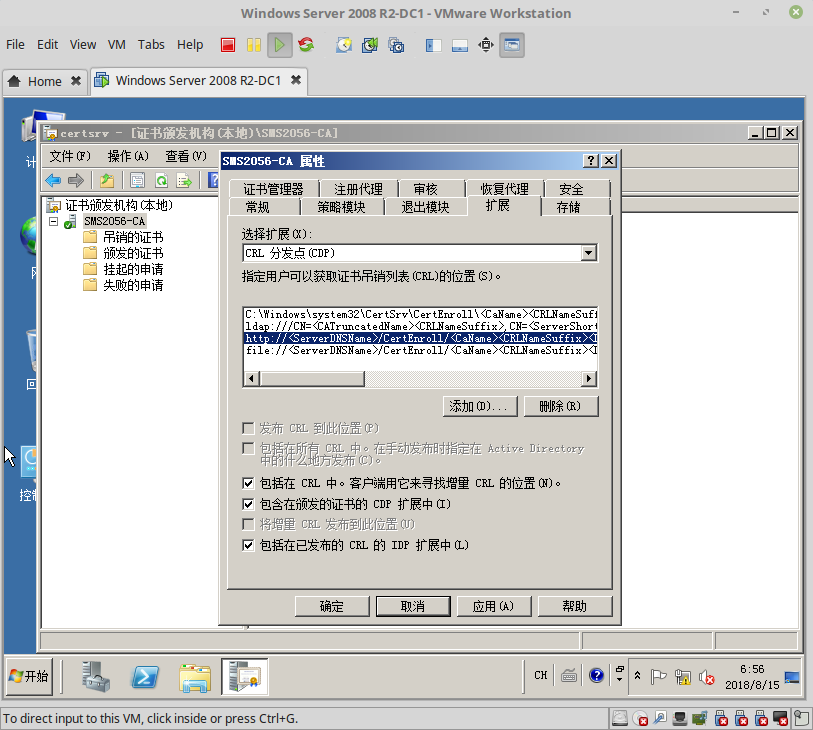 Windows Server 2008 R2-DC1 - VMware Workstation
File Edit View VM Tabs Help
Home
Windows Server 2008 R2-DC1
certsrv - [证书颁发机构(本地)\SMS2056-CA]
文件(F) 操作(A) 查看(V)
证书颁发机构(本地)
SMS2056-CA
吊销的证书
颁发的证书
挂起的申请
失败的申请
SMS2056-CA 属性
证书管理器 注册代理 审核 恢复代理 安全
常规 策略模块 退出模块 扩展 存储
选择扩展(X):
CRL 分发点(CDP)
指定用户可以获取证书吊销列表(CRL)的位置(S)。
C:\Windows\system32\CertSrv\CertEnroll\<CaName><CRLNameSuf
ldap:///CN=<CATruncatedName><CRLNameSuffix>,CN=<ServerShort
http://<ServerDNSName>/CertEnroll/<CaName><CRLNameSuffix><D
file://<ServerDNSName>/CertEnroll/<CaName><CRLNameSuffix><D
添加(D)... 删除(R)
发布 CRL 到此位置(P)
包括在所有 CRL 中。在手动发布时指定在 Active Directory
中的什么地方发布(C)。
包括在 CRL 中。客户端用它来寻找增量 CRL 的位置(N)。
包含在颁发的证书的 CDP 扩展中(I)
将增量 CRL 发布到此位置(U)
包括在已发布的 CRL 的 IDP 扩展中(L)
确定 取消 应用(A) 帮助
计
回
控制
开始
CH
6:56
2018/8/15
To direct input to this VM, click inside or press Ctrl+G.